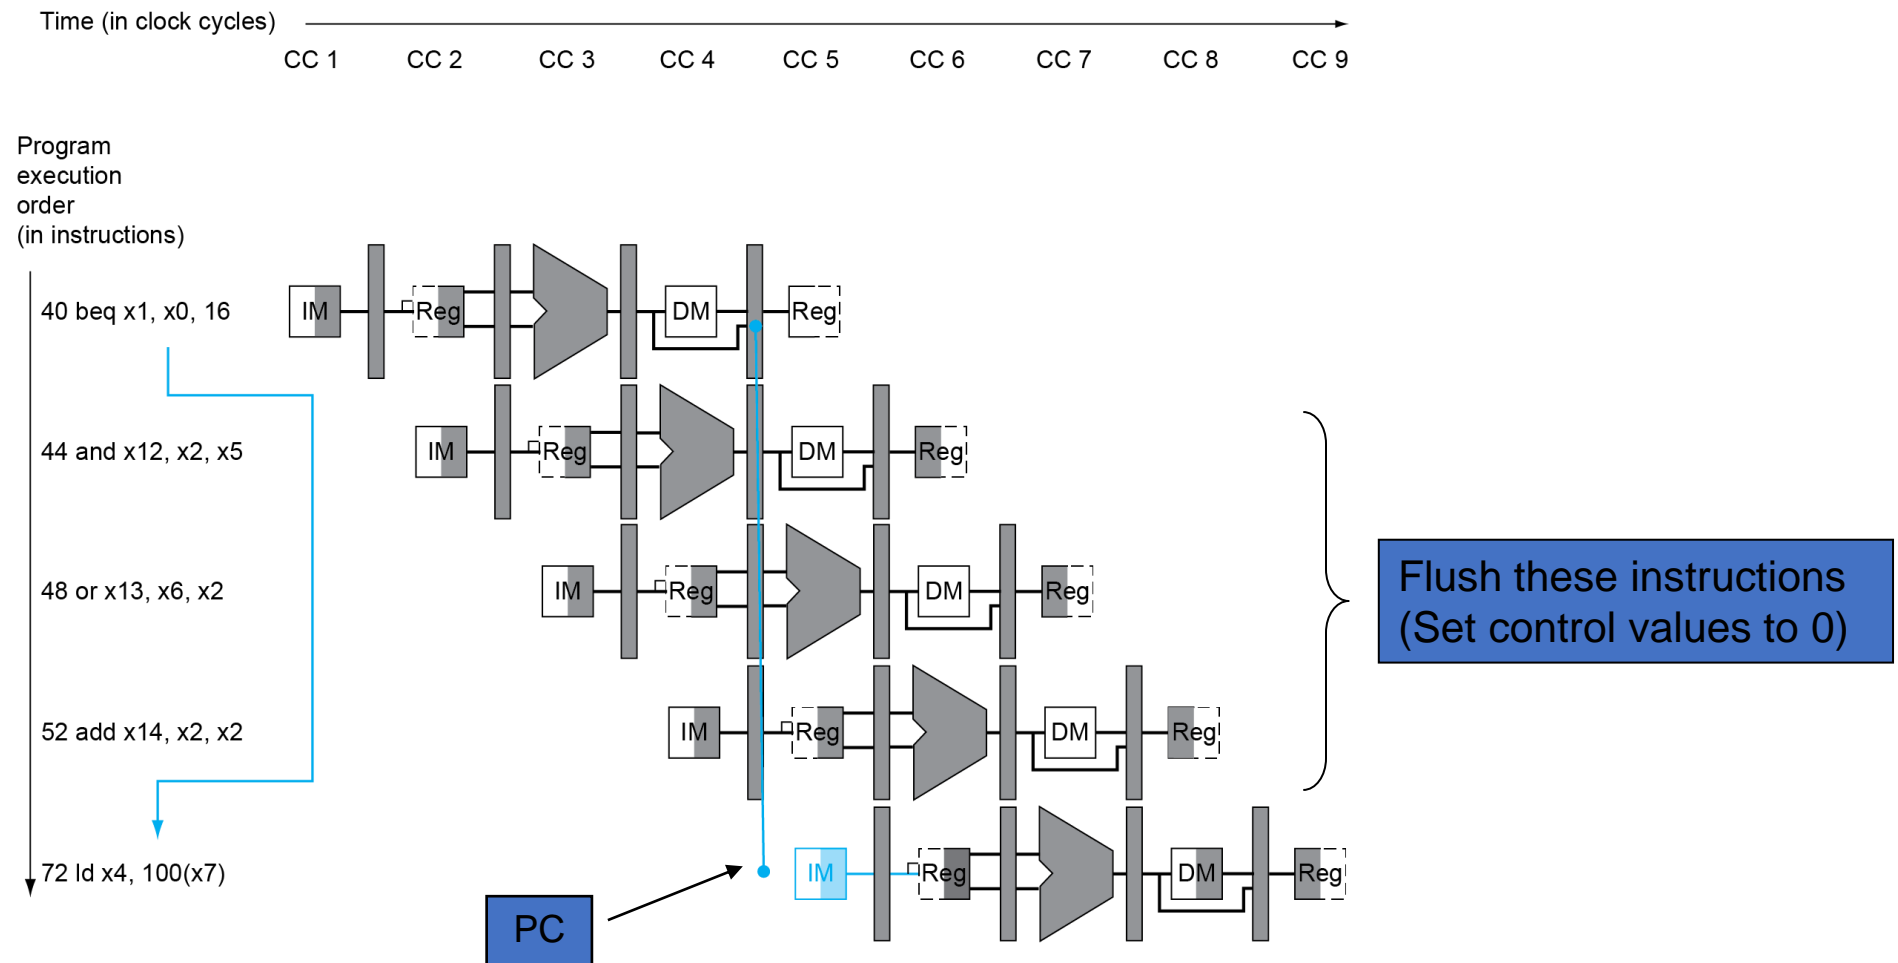 Time (in clock cycles)
CC 1 CC 2 CC 3 CC 4 CC 5 CC 6 CC 7 CC 8 CC 9
Program
execution
order
(in instructions)
40 beq x1, x0, 16
IM Reg DM Reg
44 and x12, x2, x5
IM Reg DM Reg
48 or x13, x6, x2
IM Reg DM Reg
Flush these instructions
(Set control values to 0)
52 add x14, x2, x2
IM Reg DM Reg
72 ld x4, 100(x7)
IM Reg DM Reg
PC